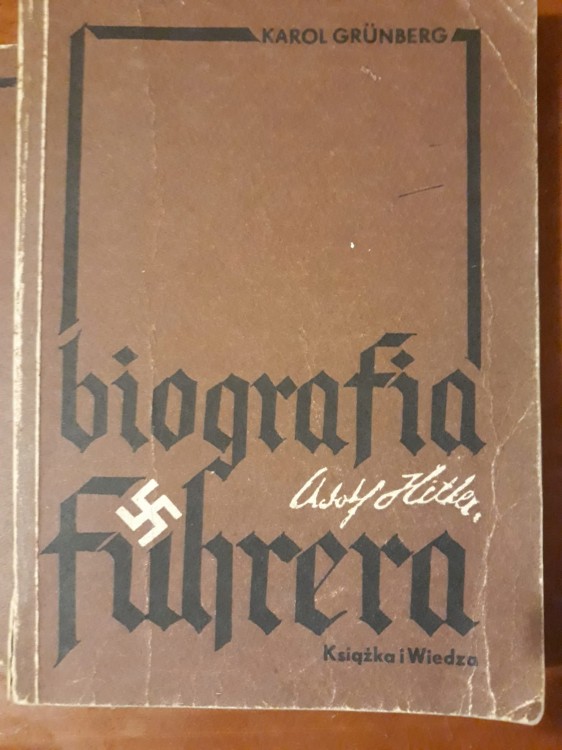 KAROL GRÜNBERG
biografia
Adolf Hitler
führera
Książka i Wiedza